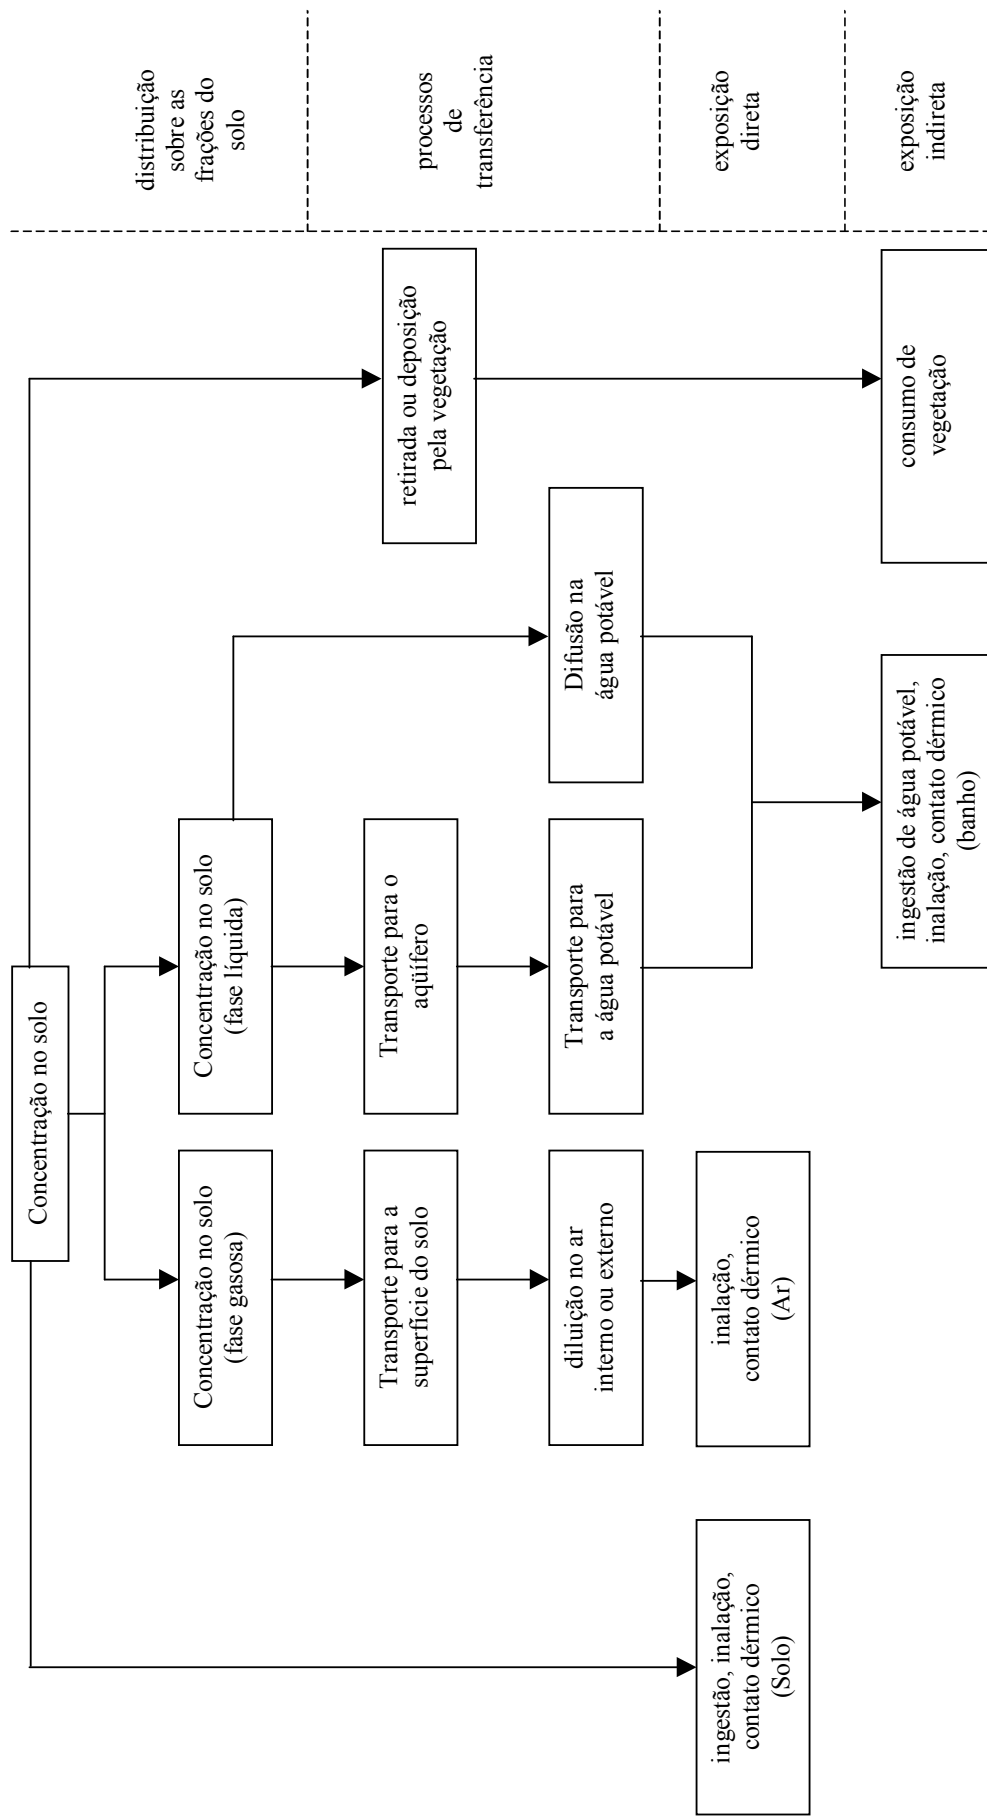 Concentração no solo
Concentração no solo
(fase gasosa)
Concentração no solo
(fase líquida)
distribuição
sobre as
frações do
solo
Transporte para a
superfície do solo
Transporte para o
aqüífero
retirada ou deposição
pela vegetação
diluição no ar
interno ou externo
Transporte para
a água potável
Difusão na
água potável
processos
de
transferência
ingestão, inalação,
contato dérmico
(Solo)
inalação,
contato dérmico
(Ar)
exposição
direta
ingestão de água potável,
inalação, contato dérmico
(banho)
consumo de
vegetação
exposição
indireta